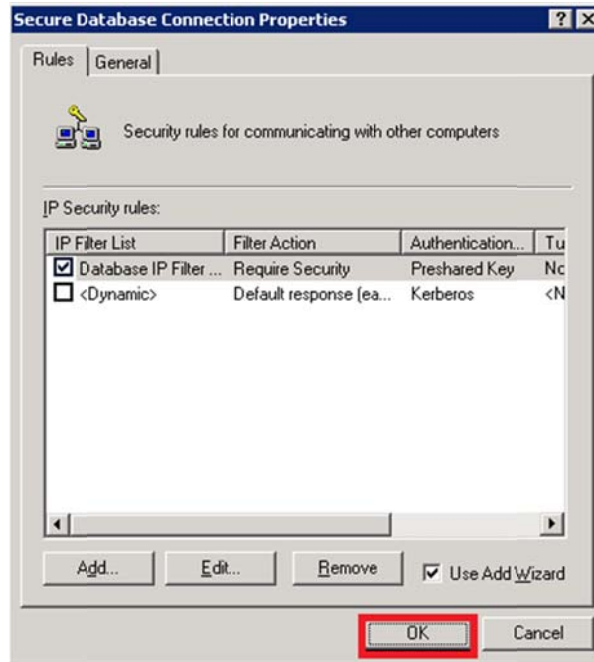 Secure Database Connection Properties
Rules General
Security rules for communicating with other computers
IP Security rules:
IP Filter List Filter Action Authentication... Tu
Database IP Filter ... Require Security Preshared Key No
<Dynamic> Default response (ea... Kerberos <N
Add... Edit... Remove Use Add Wizard
OK Cancel